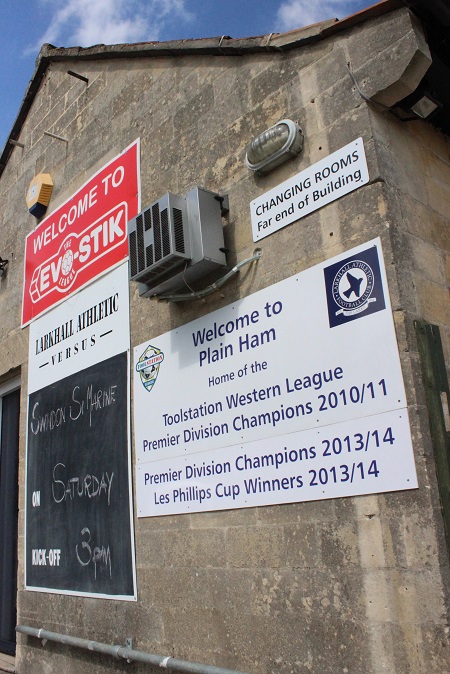 WELCOME TO
THE
EVO-STIK
LEAGUE
LARKHALL ATHLETIC
- VERSUS -
SWINDON S MARINE
ON SATURDAY
KICK-OFF 3PM
CHANGING ROOMS
Far end of Building
Welcome to
Plain Ham
Home of the
Toolstation Western League
Premier Division Champions 2010/11
Premier Division Champions 2013/14
Les Phillips Cup Winners 2013/14